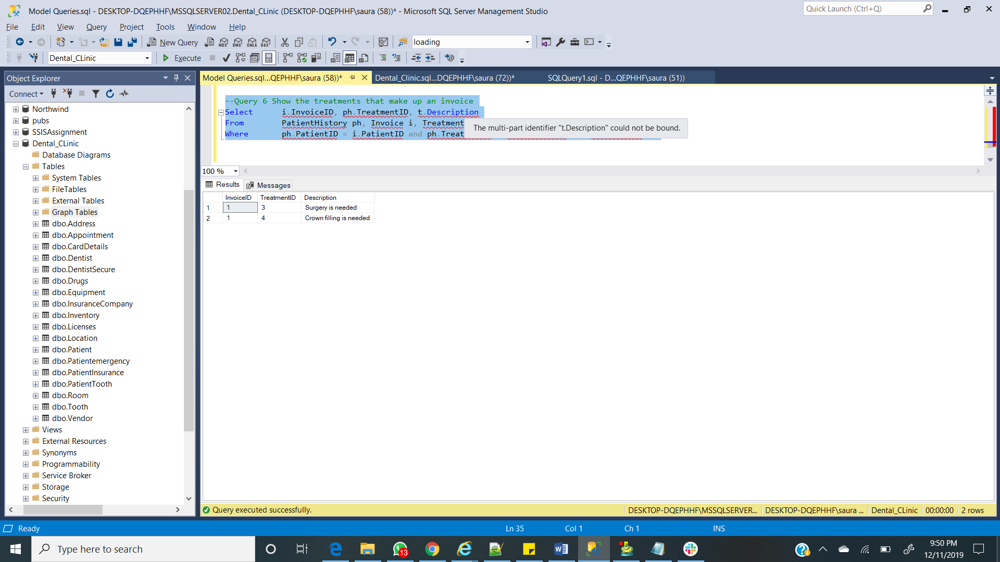 Model Queries.sql - DESKTOP-DQEPHHF\MSSQLSERVER02.Dental_CLinic (DESKTOP-DQEPHHF\saura (58))* - Microsoft SQL Server Management Studio
Quick Launch (Ctrl+Q)
File Edit View Query Project Tools Window Help
New Query
MDX DMX XMLA DAX
loading
Dental_CLinic
Execute
Object Explorer
Model Queries.sql...QEPHHF\saura (58))*
Dental_Clinic.sql...DQEPHHF\saura (72))*
SQLQuery1.sql - D...QEPHHF\saura (51))
Connect
Northwind
pubs
SSISAssignment
Dental_CLinic
Database Diagrams
Tables
System Tables
FileTables
External Tables
Graph Tables
dbo.Address
dbo.Appointment
dbo.CardDetails
dbo.Dentist
dbo.DentistSecure
dbo.Drugs
dbo.Equipment
dbo.InsuranceCompany
dbo.Inventory
dbo.Licenses
dbo.Location
dbo.Patient
dbo.Patientemergency
dbo.PatientInsurance
dbo.PatientTooth
dbo.Room
dbo.Tooth
dbo.Vendor
Views
External Resources
Synonyms
Programmability
Service Broker
Storage
Security
--Query 6 Show the treatments that make up an invoice
Select i.InvoiceID, ph.TreatmentID, t.Description
From PatientHistory ph, Invoice i, Treatment
Where ph.PatientID = i.PatientID and ph.Treat
The multi-part identifier "t.Description" could not be bound.
100 %
Results Messages
InvoiceID TreatmentID Description
1 1 3 Surgery is needed
2 1 4 Crown filling is needed
Query executed successfully.
DESKTOP-DQEPHHF\MSSQLSERVER... DESKTOP-DQEPHHF\saura ... Dental_CLinic 00:00:00 2 rows
Ready
Ln 35 Col 1 Ch 1 INS
Type here to search
13
9:50 PM
12/11/2019